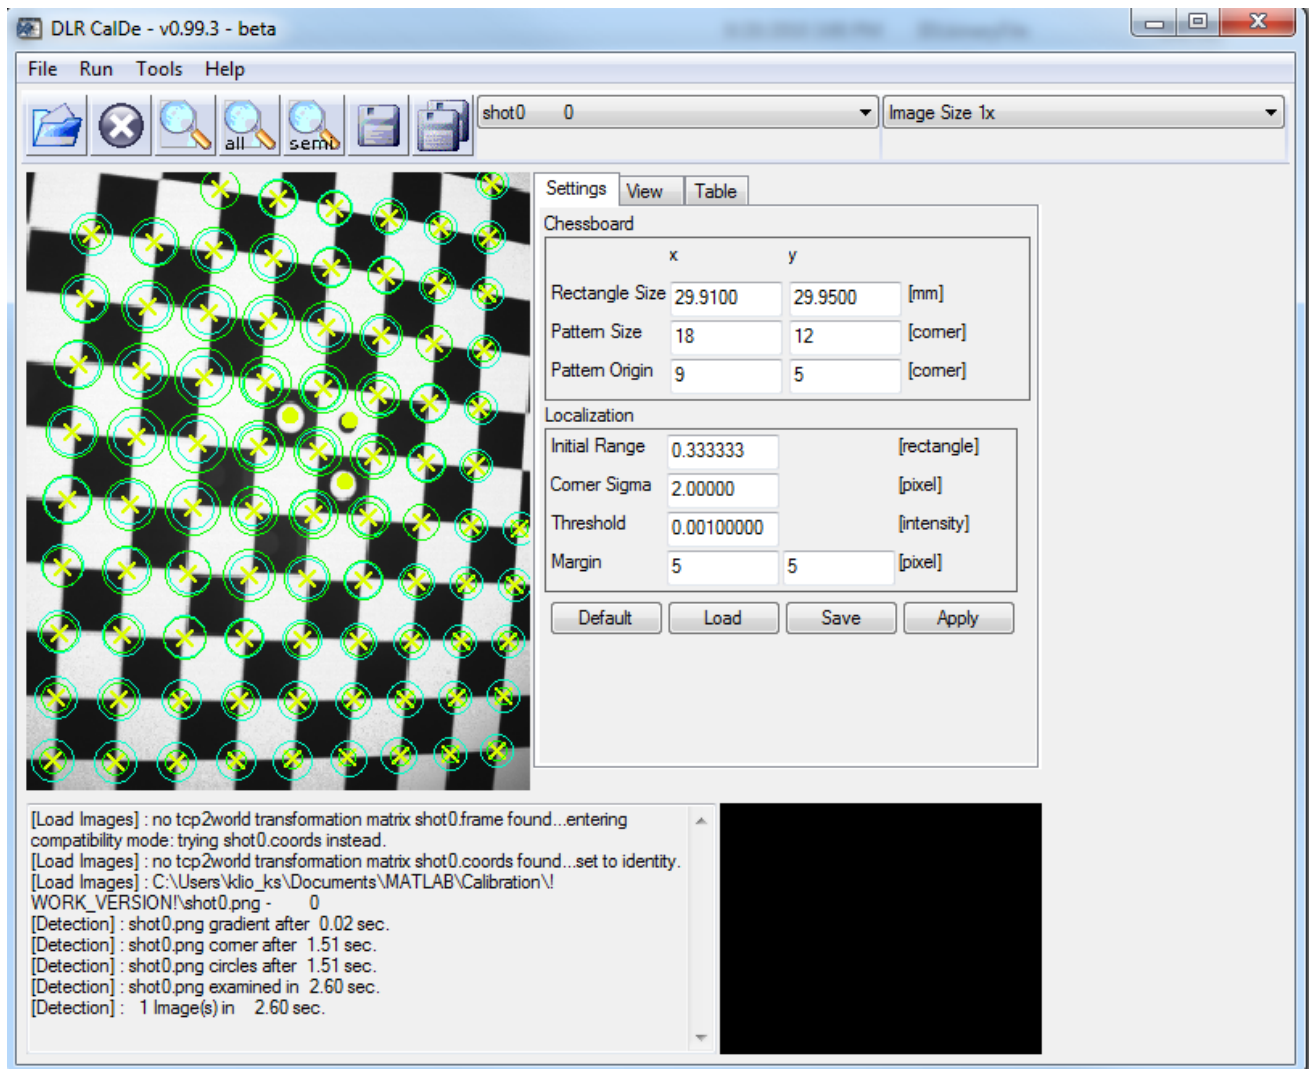 DLR CalDe - v0.99.3 - beta
File Run Tools Help
all
semi
shot0 0
Image Size 1x
Settings View Table
Chessboard
x y
Rectangle Size 29.9100 29.9500 [mm]
Pattern Size 18 12 [corner]
Pattern Origin 9 5 [corner]
Localization
Initial Range 0.333333 [rectangle]
Corner Sigma 2.00000 [pixel]
Threshold 0.00100000 [intensity]
Margin 5 5 [pixel]
Default Load Save Apply
[Load Images] : no tcp2world transformation matrix shot0.frame found...entering
compatibility mode: trying shot0.coords instead.
[Load Images] : no tcp2world transformation matrix shot0.coords found...set to identity.
[Load Images] : C:\Users\klio_ks\Documents\MATLAB\Calibration\!
WORK_VERSION!\shot0.png - 0
[Detection] : shot0.png gradient after 0.02 sec.
[Detection] : shot0.png corner after 1.51 sec.
[Detection] : shot0.png circles after 1.51 sec.
[Detection] : shot0.png examined in 2.60 sec.
[Detection] : 1 Image(s) in 2.60 sec.